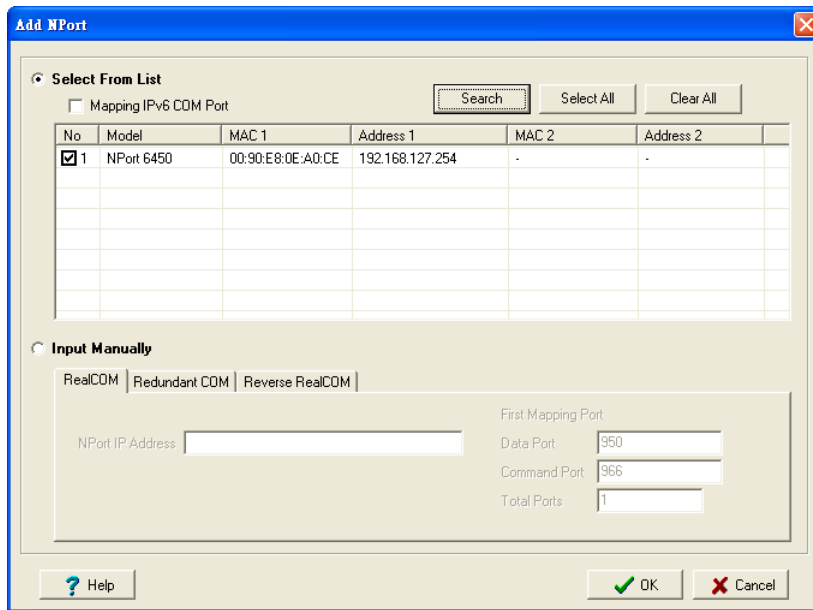 Add NPort
Select From List
Mapping IPv6 COM Port
Search Select All Clear All
No Model MAC 1 Address 1 MAC 2 Address 2
1 NPort 6450 00:90:E8:0E:A0:CE 192.168.127.254 - -
Input Manually
RealCOM Redundant COM Reverse RealCOM
First Mapping Port
NPort IP Address Data Port 950
Command Port 966
Total Ports 1
? Help OK Cancel